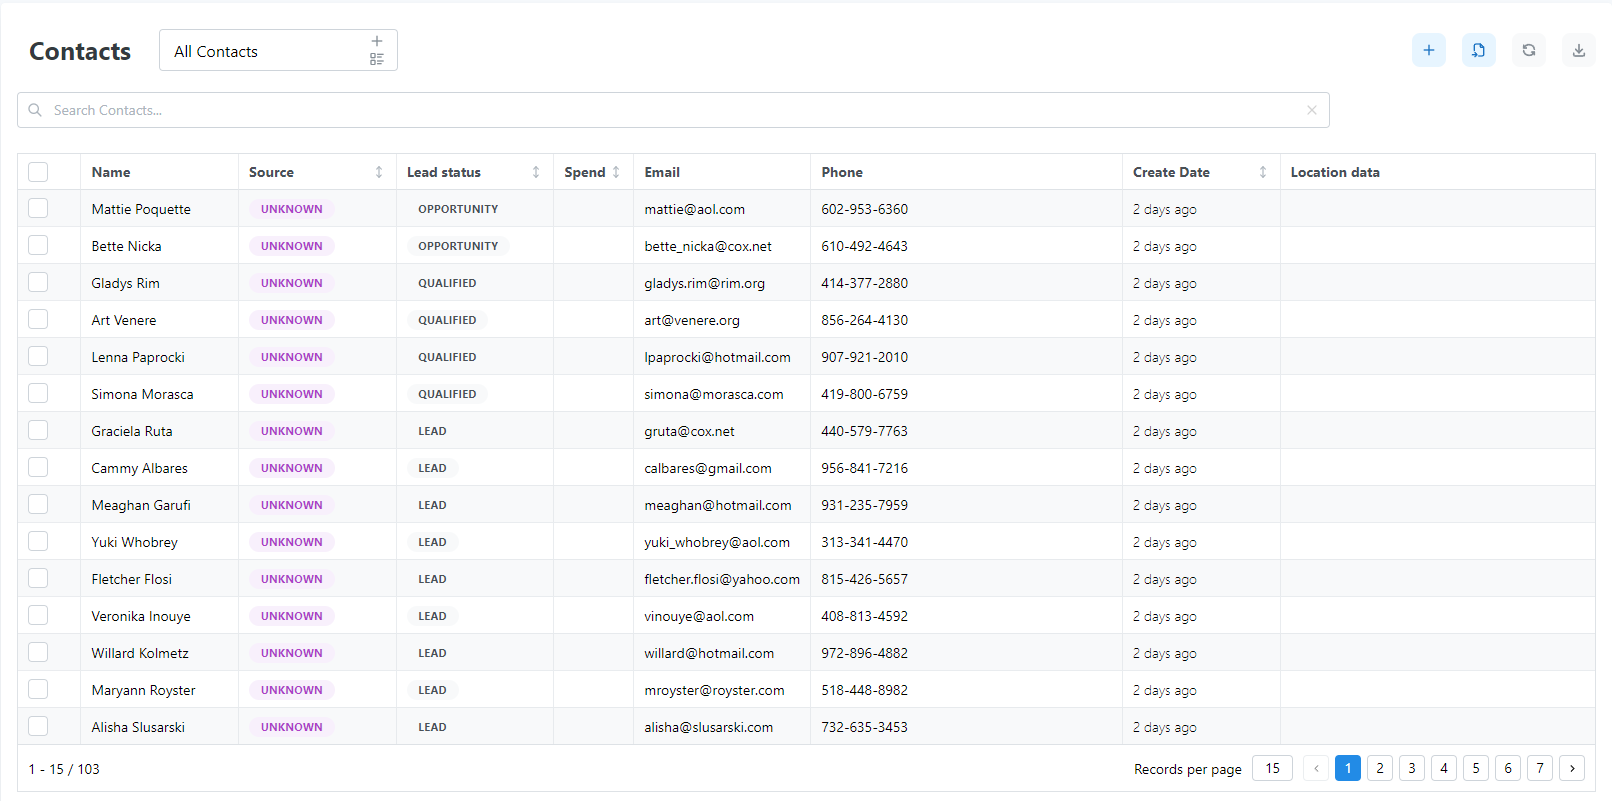 Contacts All Contacts
Search Contacts...
Name Source Lead status Spend Email Phone Create Date Location data
Mattie Poquette UNKNOWN OPPORTUNITY mattie@aol.com 602-953-6360 2 days ago
Bette Nicka UNKNOWN OPPORTUNITY bette_nicka@cox.net 610-492-4643 2 days ago
Gladys Rim UNKNOWN QUALIFIED gladys.rim@rim.org 414-377-2880 2 days ago
Art Venere UNKNOWN QUALIFIED art@venere.org 856-264-4130 2 days ago
Lenna Paprocki UNKNOWN QUALIFIED lpaprocki@hotmail.com 907-921-2010 2 days ago
Simona Morasca UNKNOWN QUALIFIED simona@morasca.com 419-800-6759 2 days ago
Graciela Ruta UNKNOWN LEAD gruta@cox.net 440-579-7763 2 days ago
Cammy Albares UNKNOWN LEAD calbares@gmail.com 956-841-7216 2 days ago
Meaghan Garufi UNKNOWN LEAD meaghan@hotmail.com 931-235-7959 2 days ago
Yuki Whobrey UNKNOWN LEAD yuki_whobrey@aol.com 313-341-4470 2 days ago
Fletcher Flosi UNKNOWN LEAD fletcher.flosi@yahoo.com 815-426-5657 2 days ago
Veronika Inouye UNKNOWN LEAD vinouye@aol.com 408-813-4592 2 days ago
Willard Kolmetz UNKNOWN LEAD willard@hotmail.com 972-896-4882 2 days ago
Maryann Royster UNKNOWN LEAD mroyster@royster.com 518-448-8982 2 days ago
Alisha Slusarski UNKNOWN LEAD alisha@slusarski.com 732-635-3453 2 days ago
1 - 15 / 103 Records per page 15 1 2 3 4 5 6 7